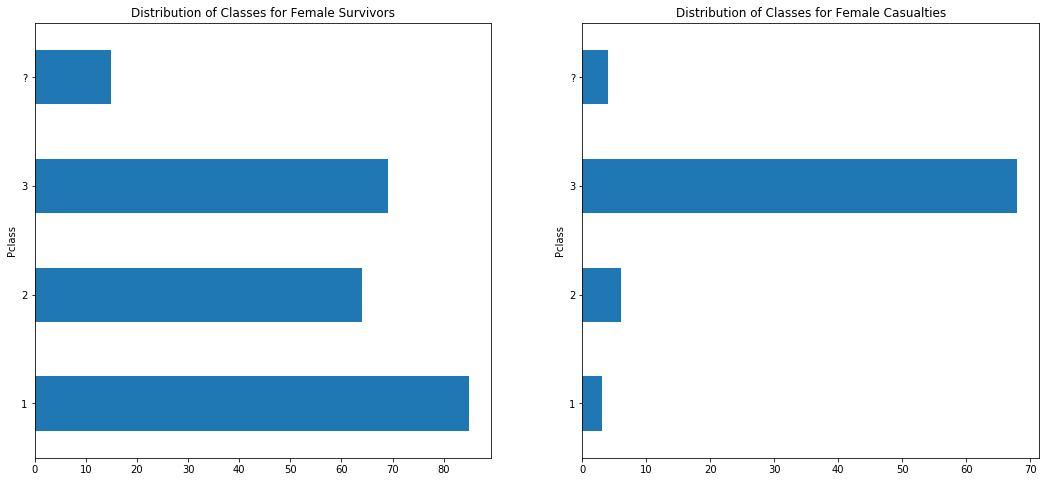 Distribution of Classes for Female Survivors
?
3
2
1
Pclass
0 10 20 30 40 50 60 70 80
Distribution of Classes for Female Casualties
?
3
2
1
Pclass
0 10 20 30 40 50 60 70